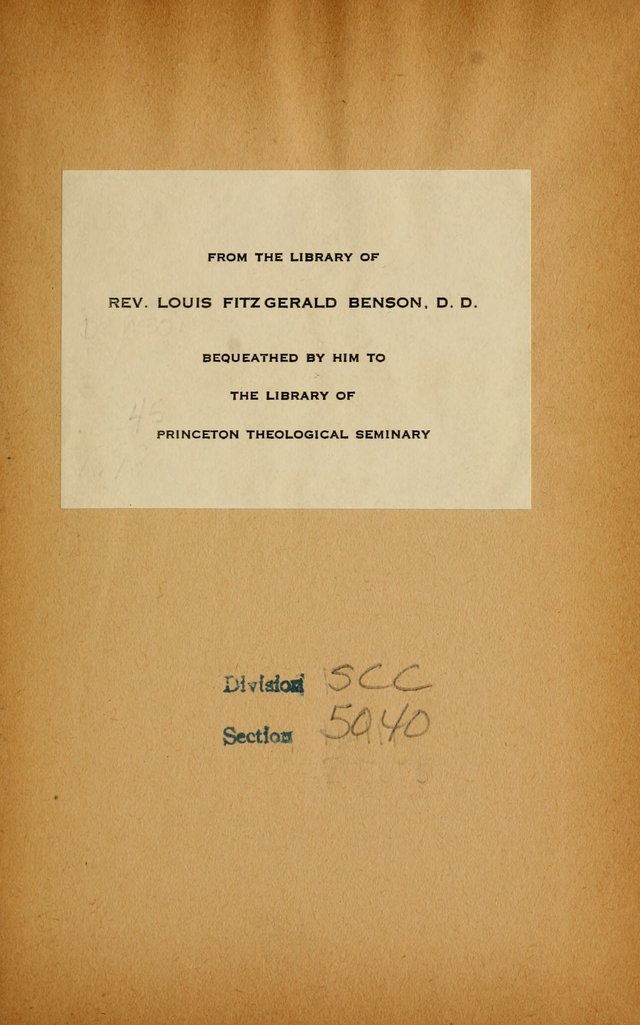 FROM THE LIBRARY OF
REV. LOUIS FITZGERALD BENSON, D. D.
BEQUEATHED BY HIM TO
THE LIBRARY OF
PRINCETON THEOLOGICAL SEMINARY
45
Division SCC
Section 5040